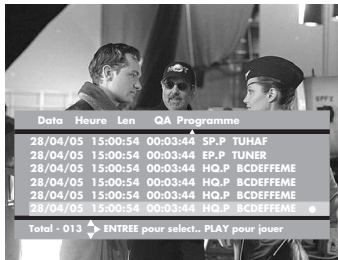 Data Heure Len QA Programme
28/04/05 15:00:54 00:03:44 SP.P TUHAF
28/04/05 15:00:54 00:03:44 EP.P TUNER
28/04/05 15:00:54 00:03:44 HQ.P BCDEFFEME
28/04/05 15:00:54 00:03:44 HQ.P BCDEFFEME
28/04/05 15:00:54 00:03:44 HQ.P BCDEFFEME
28/04/05 15:00:54 00:03:44 HQ.P BCDEFFEME
Total - 013 ENTREE pour select.. PLAY pour jouer